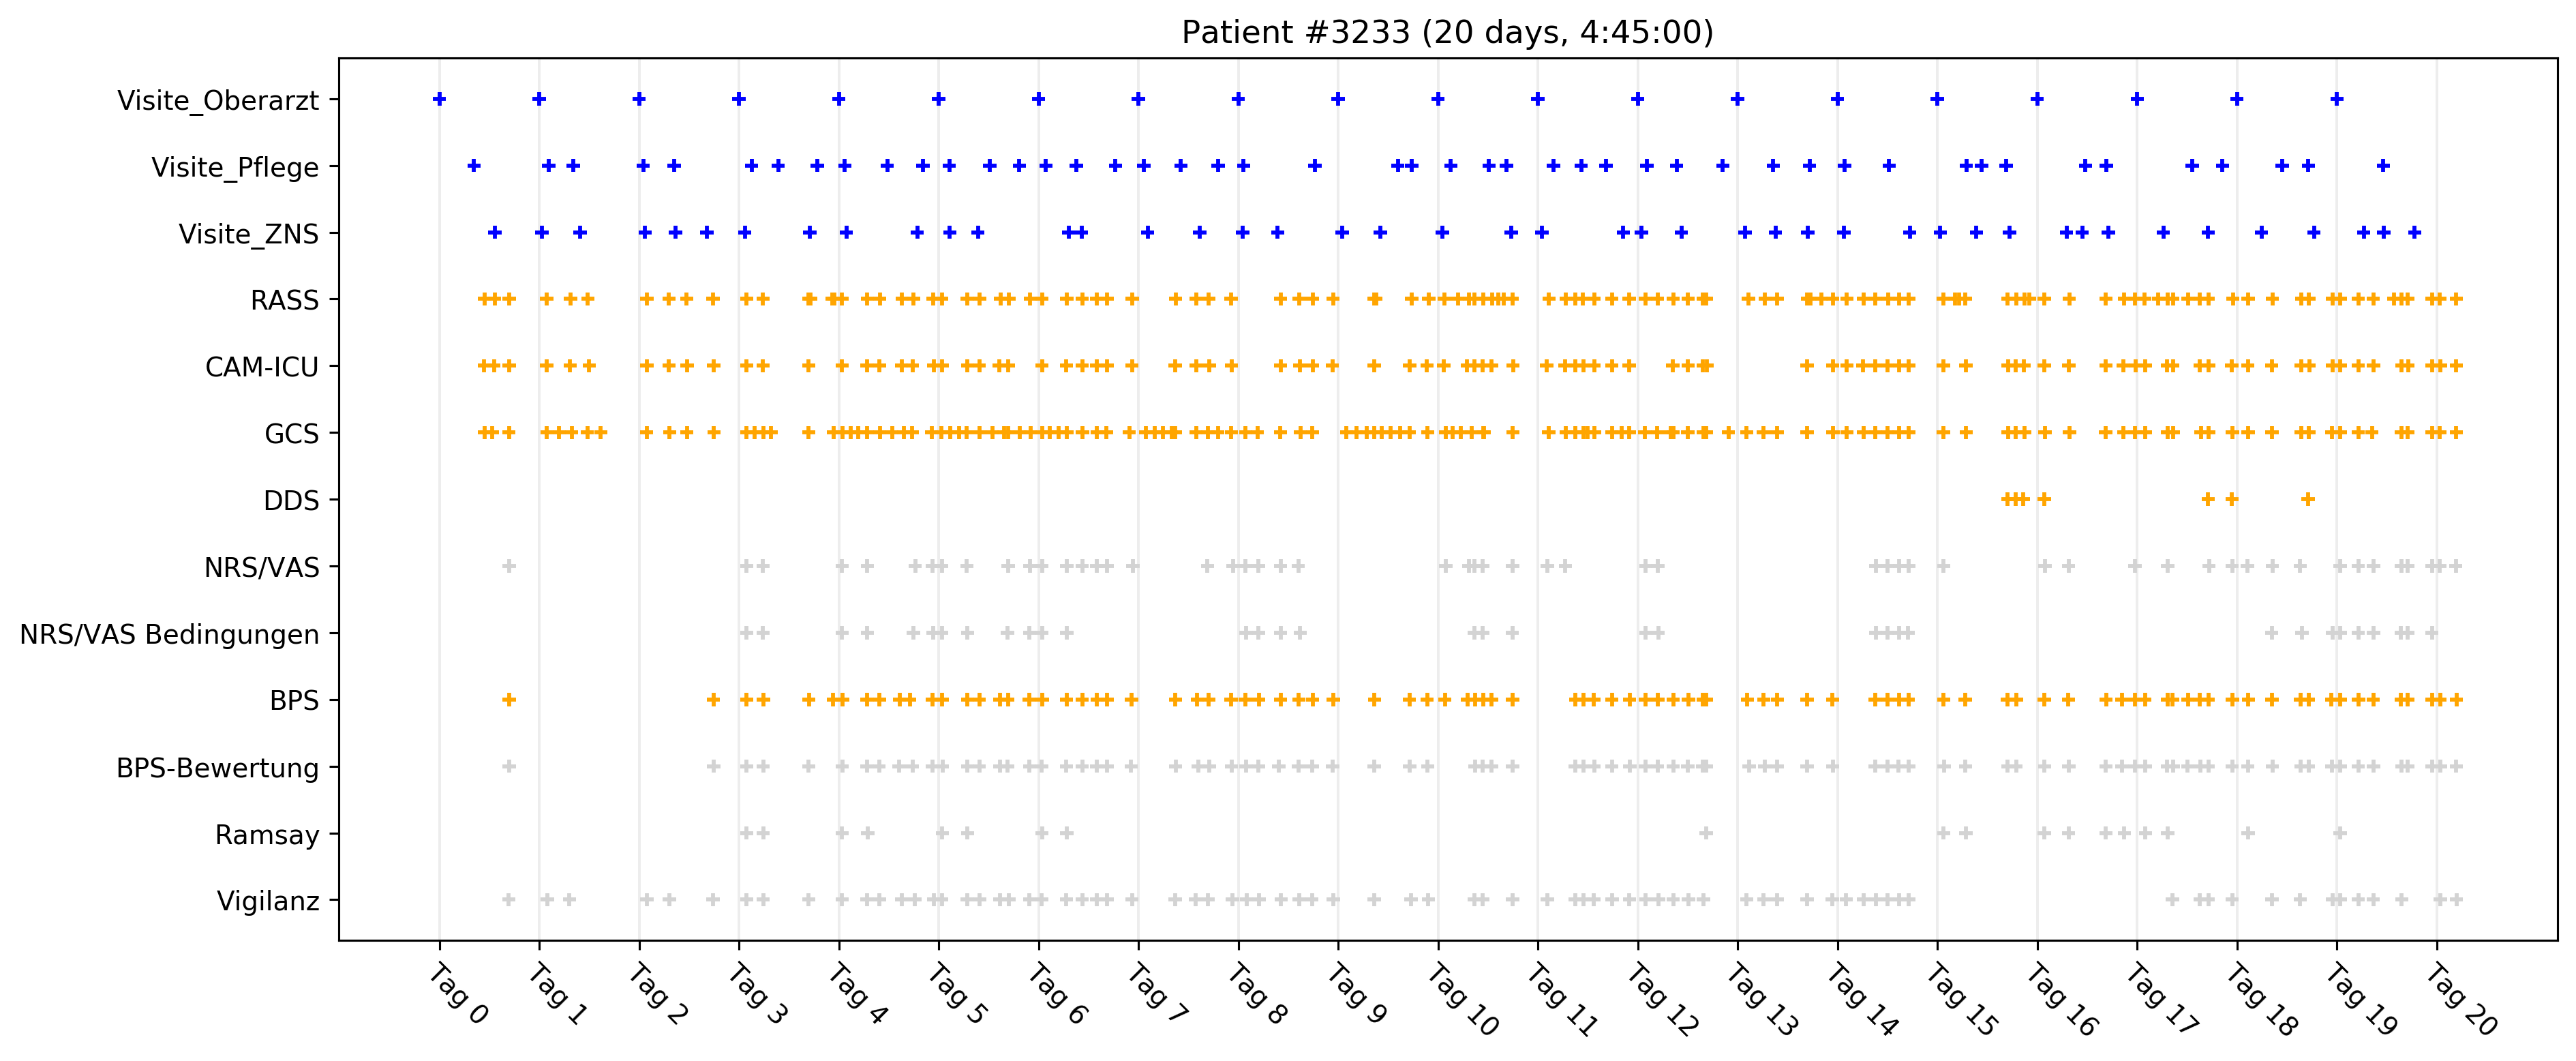 Patient #3233 (20 days, 4:45:00)
Visite_Oberarzt
Visite_Pflege
Visite_ZNS
RASS
CAM-ICU
GCS
DDS
NRS/VAS
NRS/VAS Bedingungen
BPS
BPS-Bewertung
Ramsay
Vigilanz
Tag 0
Tag 1
Tag 2
Tag 3
Tag 4
Tag 5
Tag 6
Tag 7
Tag 8
Tag 9
Tag 10
Tag 11
Tag 12
Tag 13
Tag 14
Tag 15
Tag 16
Tag 17
Tag 18
Tag 19
Tag 20